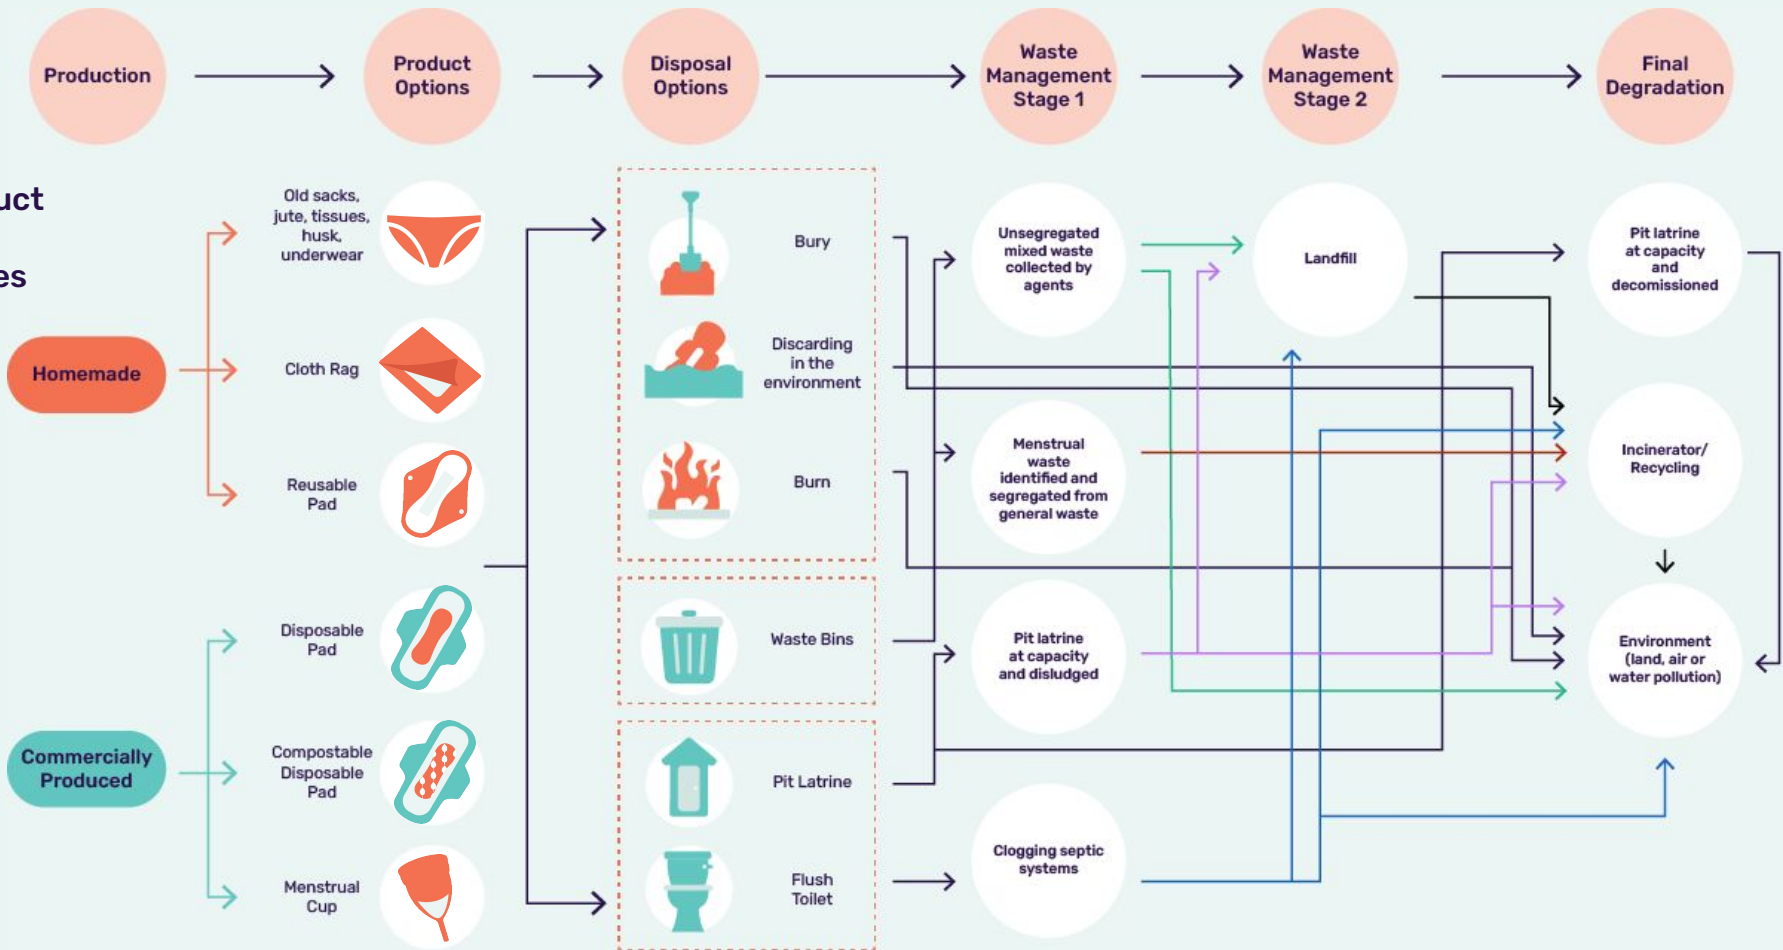 Production
Product
Options
Disposal
Options
Waste
Management
Stage 1
Waste
Management
Stage 2
Final
Degradation
uct
es
Homemade
Old sacks,
jute, tissues,
husk,
underwear
Cloth Rag
Reusable
Pad
Commercially
Produced
Disposable
Pad
Compostable
Disposable
Pad
Menstrual
Cup
Bury
Discarding
in the
environment
Burn
Waste Bins
Pit Latrine
Flush
Toilet
Unsegregated
mixed waste
collected by
agents
Menstrual
waste
identified and
segregated from
general waste
Pit latrine
at capacity
and disludged
Clogging septic
systems
Landfill
Pit latrine
at capacity
and
decomissioned
Incinerator/
Recycling
Environment
(land, air or
water pollution)